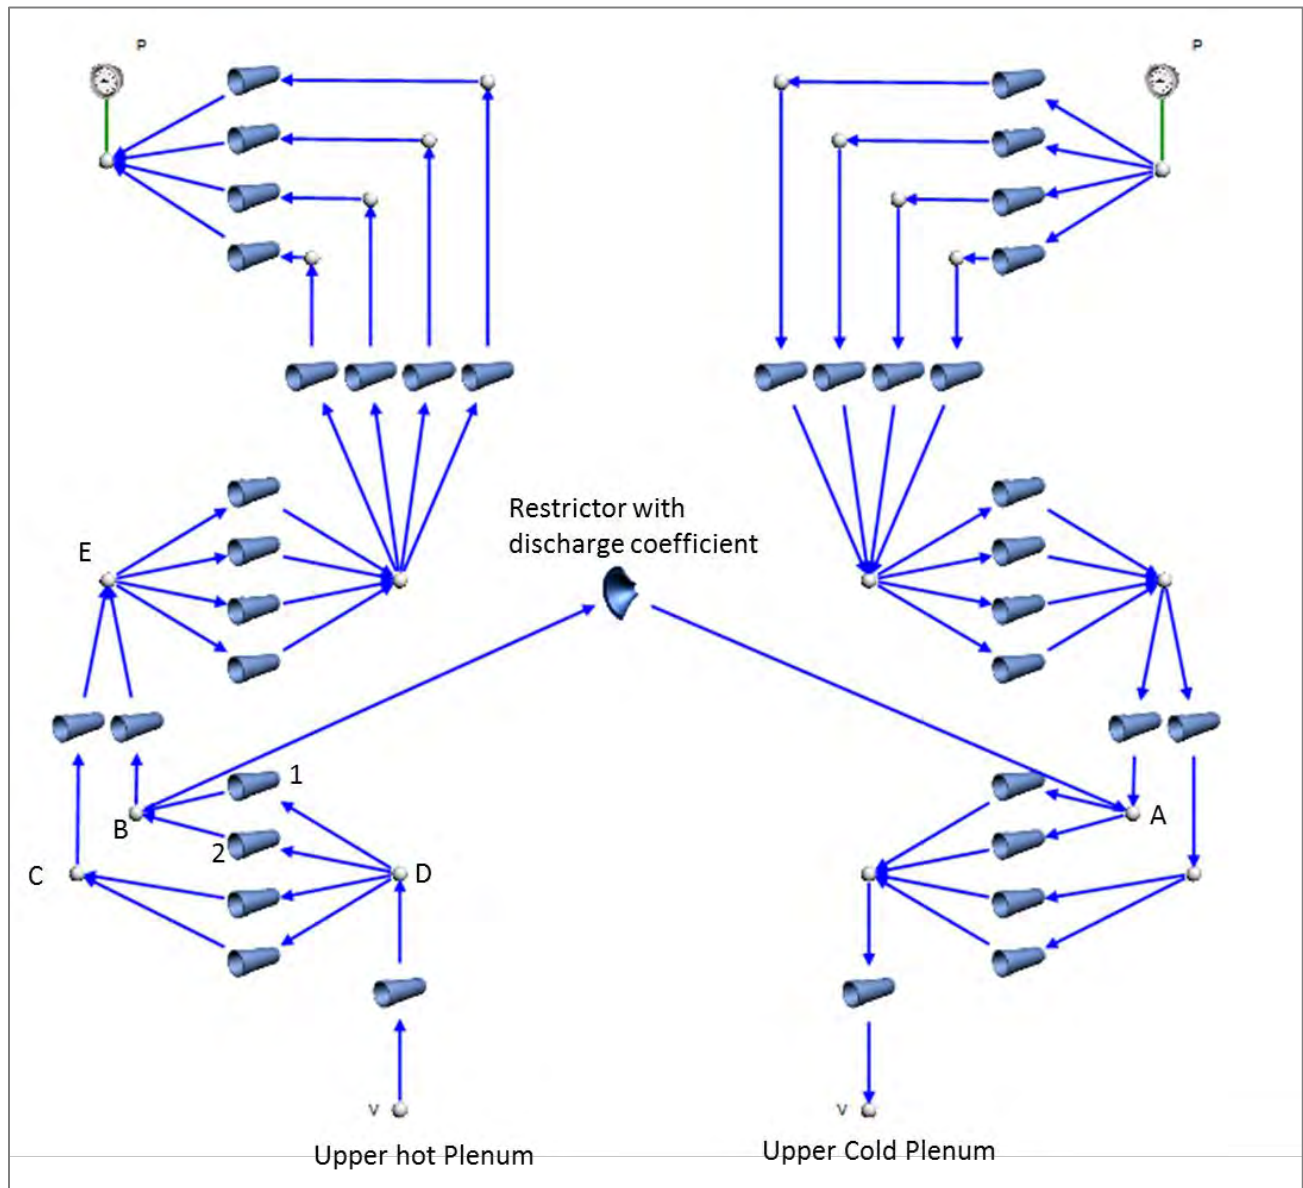 P
P
Restrictor with
discharge coefficient
E
1
B
A
2
C
D
V
V
Upper hot Plenum
Upper Cold Plenum